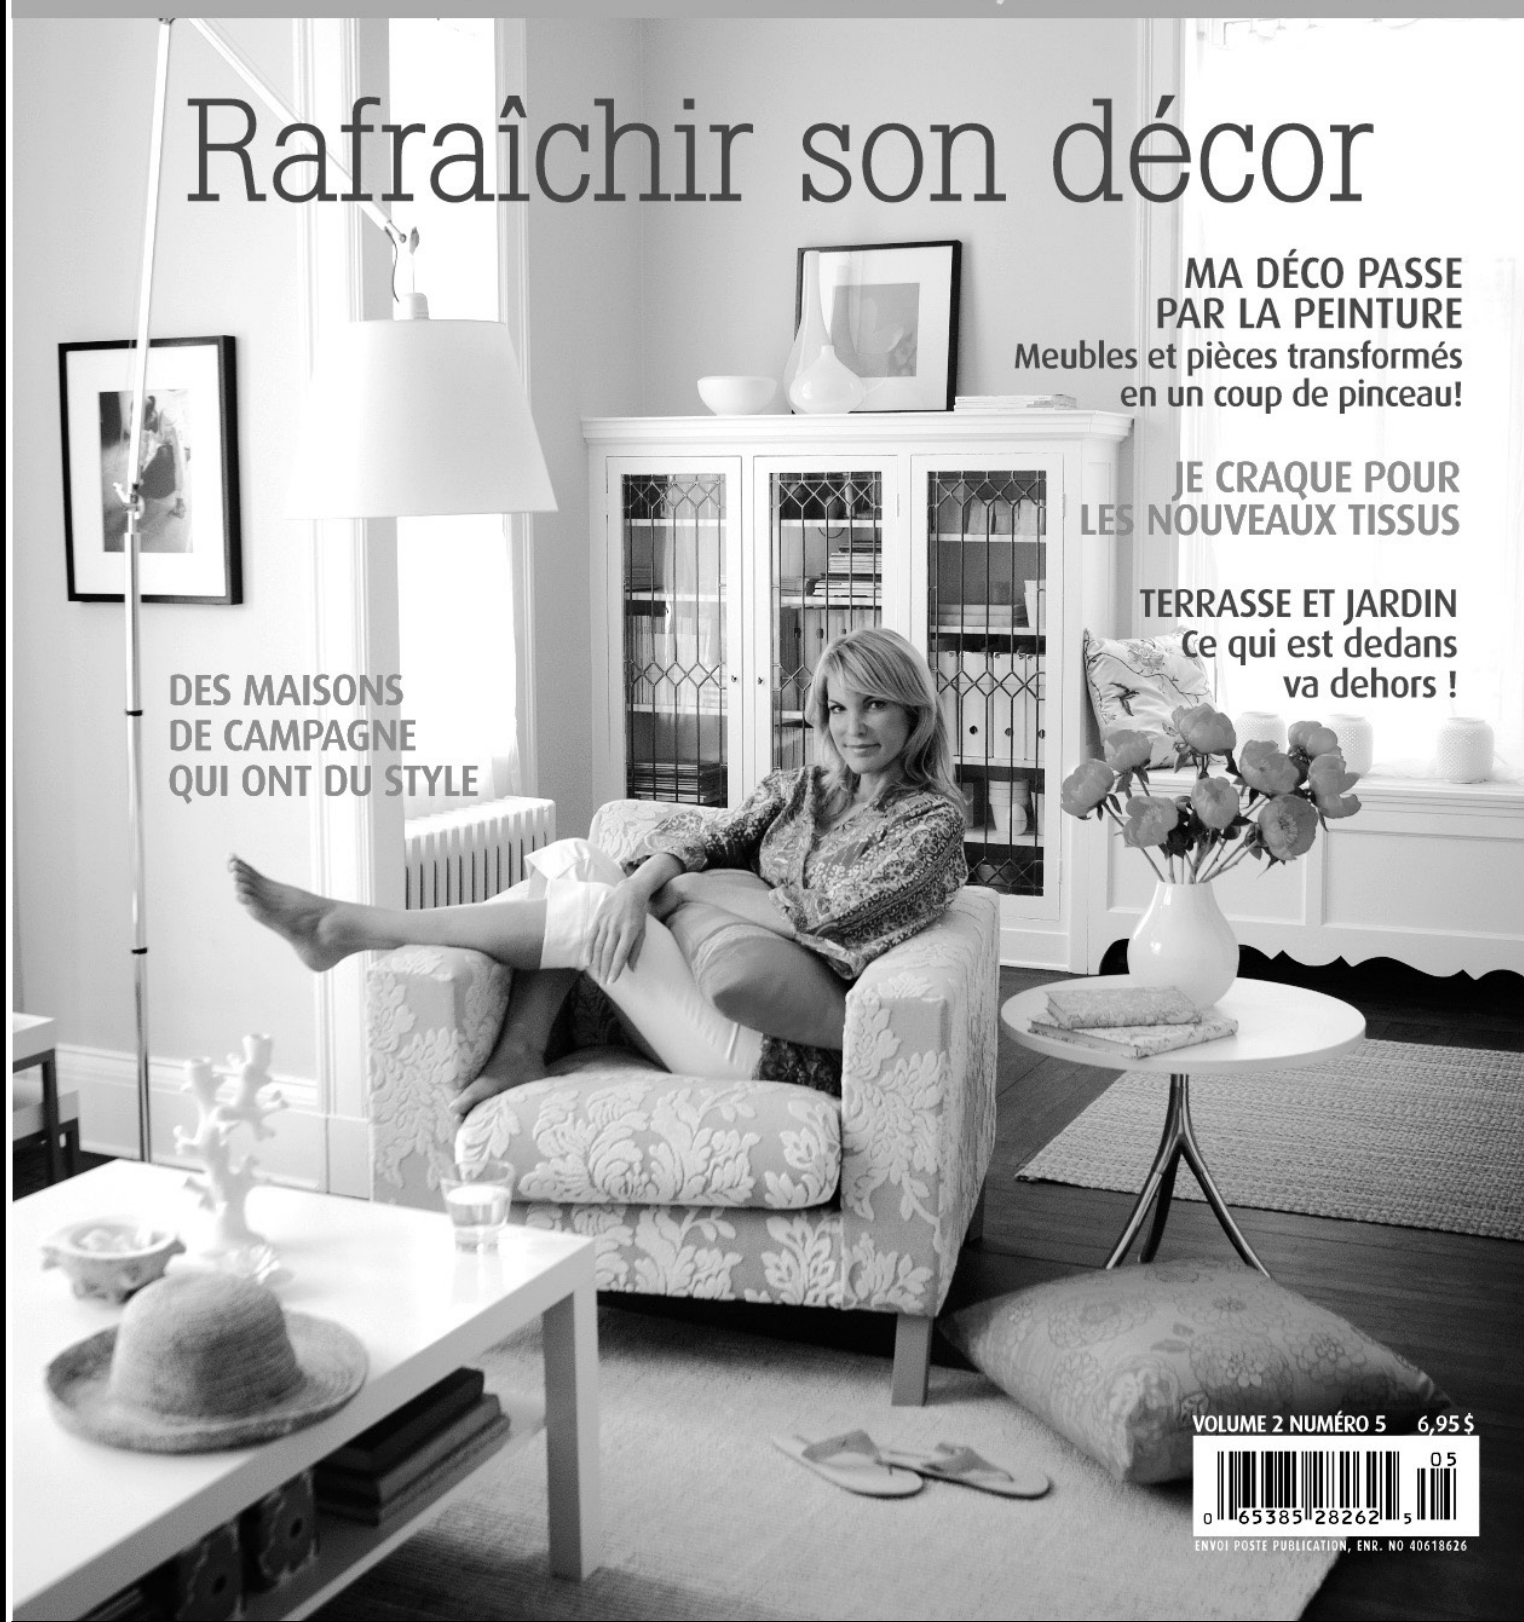 Rafraîchir son décor
MA DÉCO PASSE
PAR LA PEINTURE
Meubles et pièces transformés
en un coup de pinceau!
JE CRAQUE POUR
LES NOUVEAUX TISSUS
TERRASSE ET JARDIN
Ce qui est dedans
va dehors !
DES MAISONS
DE CAMPAGNE
QUI ONT DU STYLE
VOLUME 2 NUMÉRO 5 6,95 $
05
0 65385 28262 5
ENVOI POSTE PUBLICATION, ENR. NO 40618626